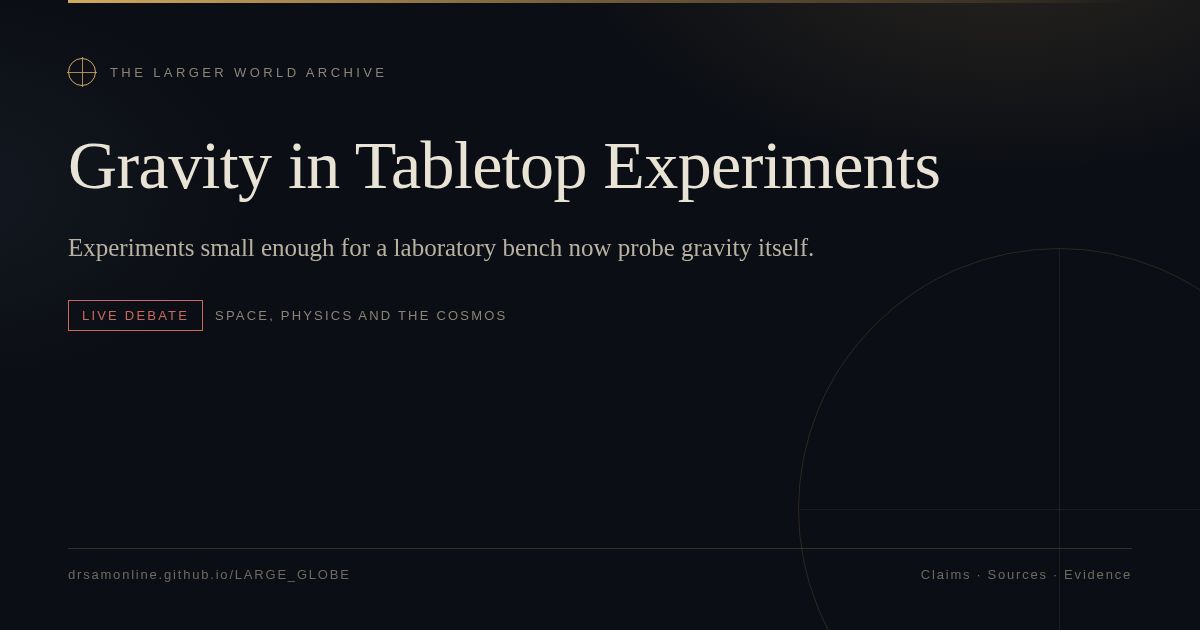 THE LARGER WORLD ARCHIVE
Gravity in Tabletop Experiments
Experiments small enough for a laboratory bench now probe gravity itself.
LIVE DEBATE SPACE, PHYSICS AND THE COSMOS
drsamonline.github.io/LARGE_GLOBE Claims · Sources · Evidence